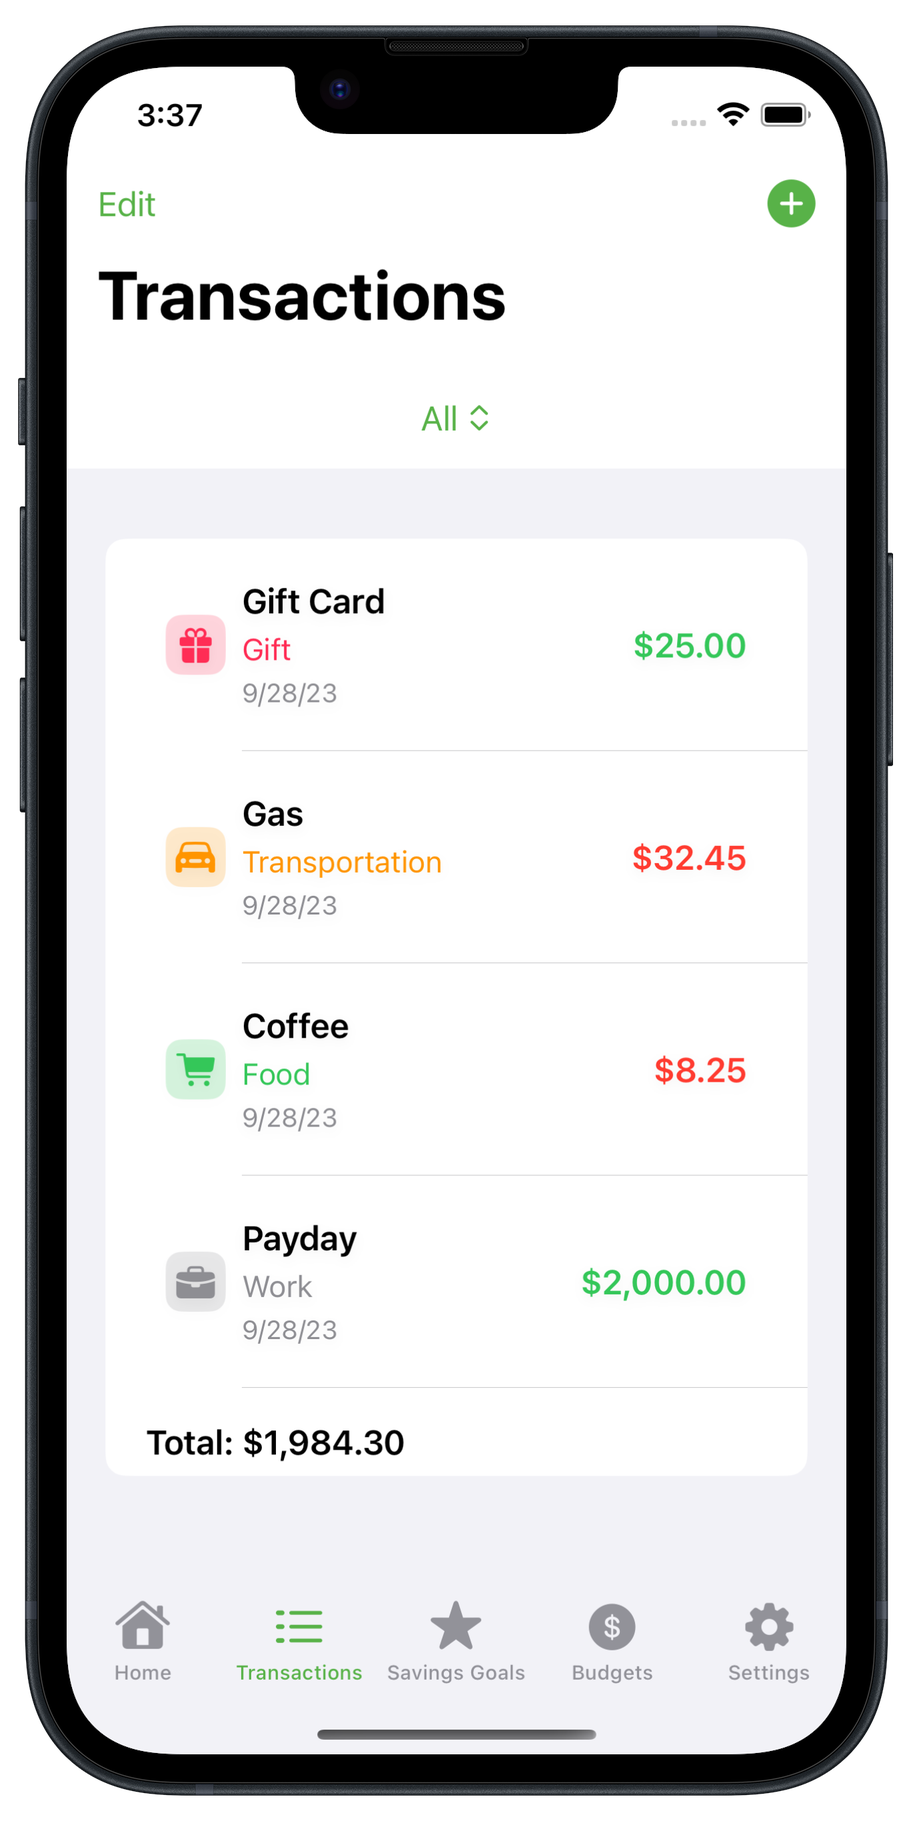 3:37
Edit
Transactions
All
Gift Card
Gift
$25.00
9/28/23
Gas
Transportation
$32.45
9/28/23
Coffee
Food
$8.25
9/28/23
Payday
Work
$2,000.00
9/28/23
Total: $1,984.30
$
Home
Transactions
Savings Goals
Budgets
Settings